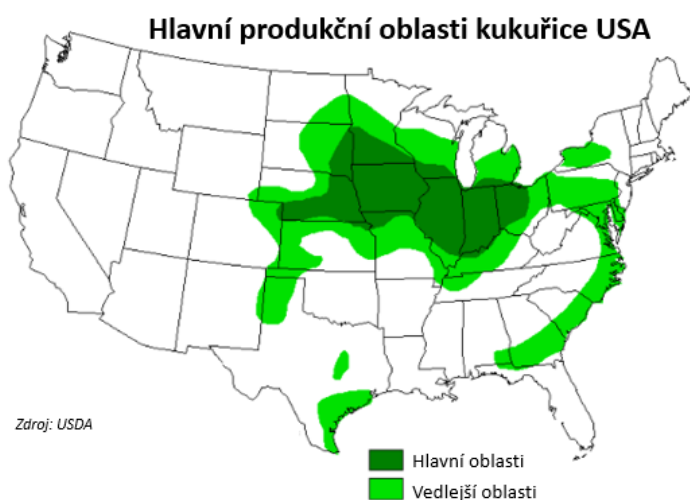 Hlavní produkční oblasti kukuřice USA
Zdroj: USDA
Hlavní oblasti
Vedlejší oblasti